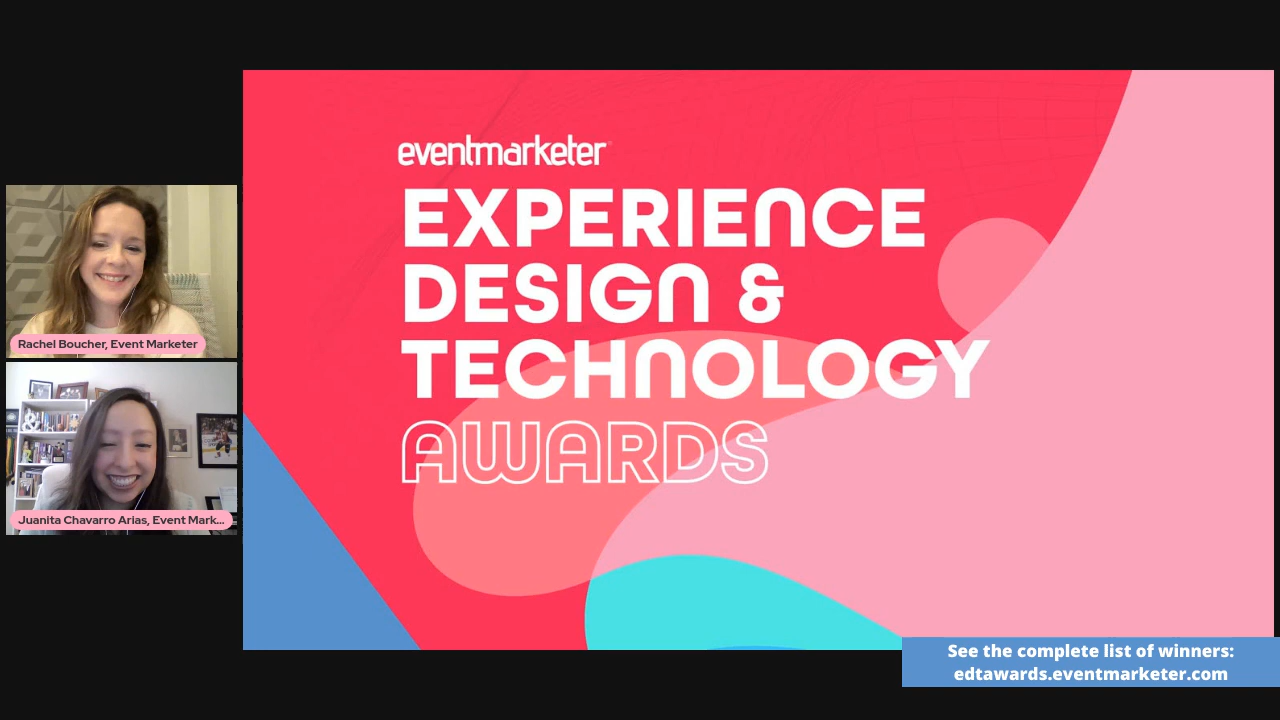 Rachel Boucher, Event Marketer
Juanita Chavarro Arias, Event Mark...
eventmarketer
EXPERIENCE
DESIGN &
TECHNOLOGY
AWARDS
See the complete list of winners:
edtawards.eventmarketer.com